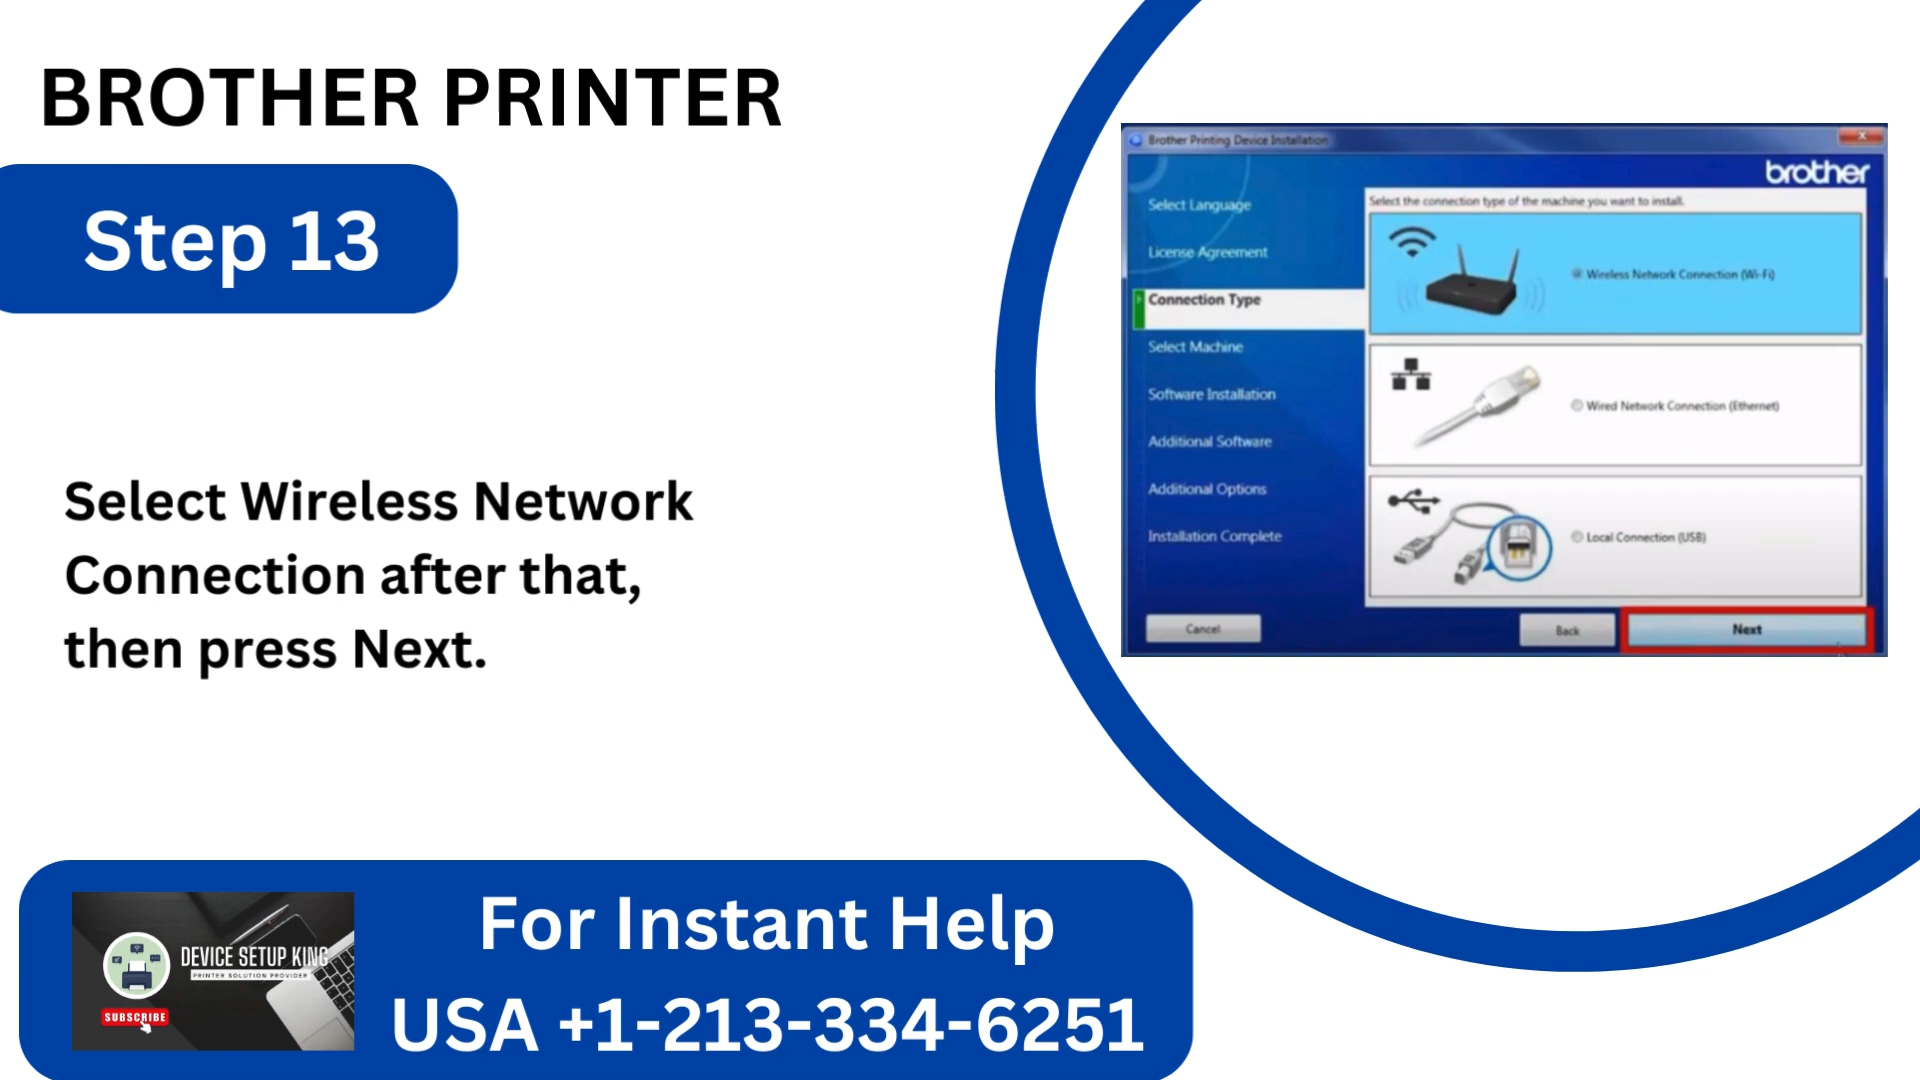 BROTHER PRINTER
Step 13
Select Wireless Network
Connection after that,
then press Next.
Brother Printing Device Installation
brother
Select Language
License Agreement
Connection Type
Select Machine
Software Installation
Additional Software
Additional Options
Installation Complete
Select the connection type of the machine you want to install.
Wireless Network Connection (Wi-Fi)
Wired Network Connection (Ethernet)
Local Connection (USB)
Cancel
Back
Next
DEVICE SETUP KING
PRINTER SOLUTION PROVIDER
SUBSCRIBE
For Instant Help
USA +1-213-334-6251